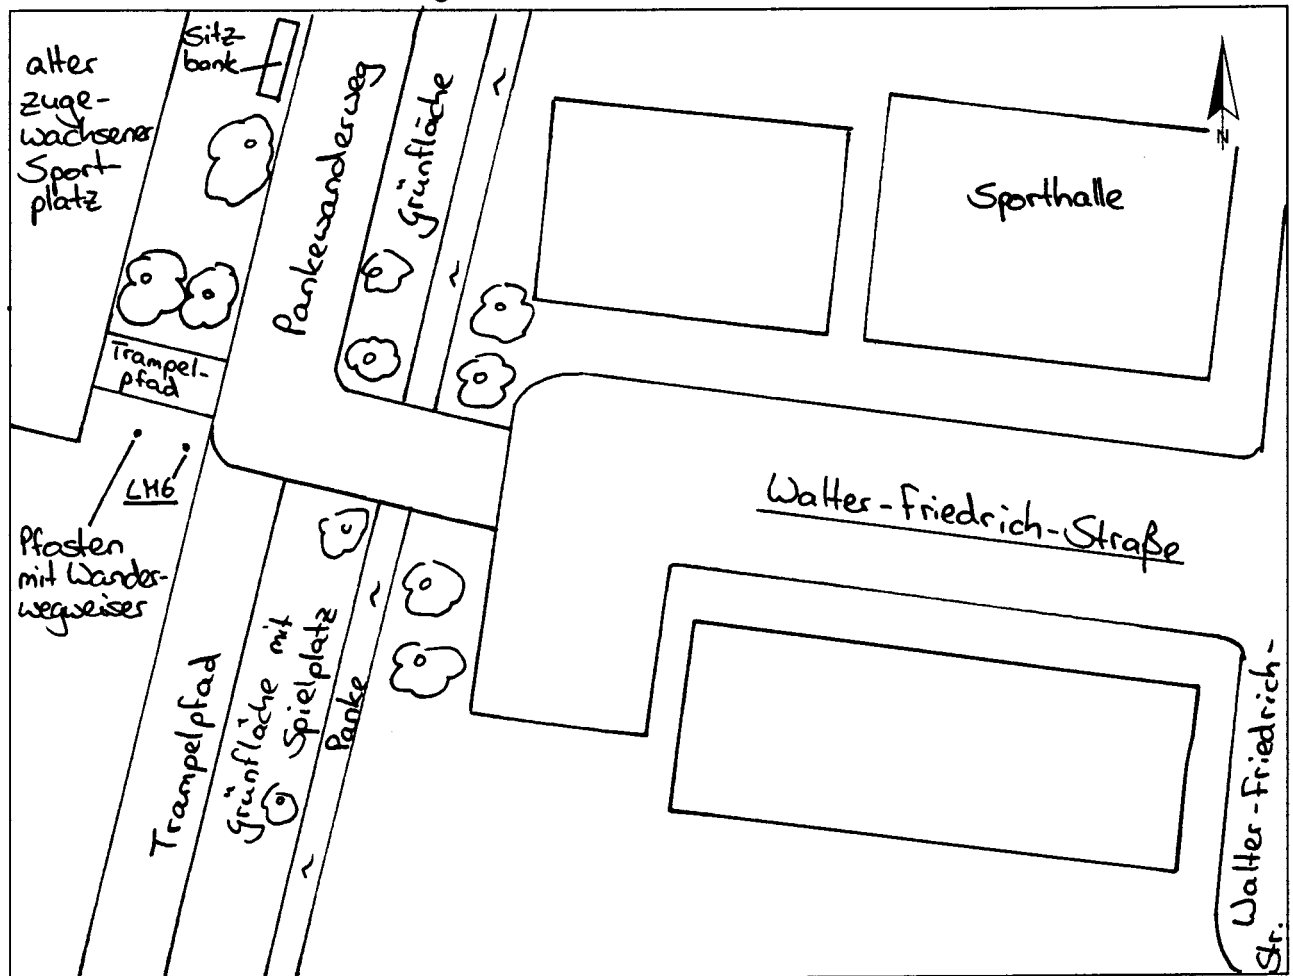 alter
zuge-
wachsener
Sport-
platz
Sitz-
bank
Pankewanderweg
Grünfläche
Sporthalle
N
Trampel-
pfad
LH6
Pfosten
mit Wander-
wegweiser
Walter-Friedrich-Straße
Trampelpfad
Grünfläche mit
Spielplatz
Panke
Walter-Friedrich-
Str.